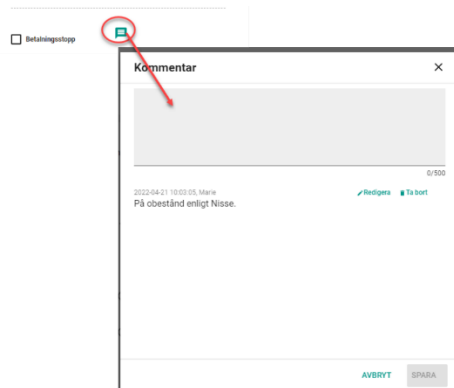 Betalningsstopp
Kommentar
0/500
2022-04-21 10:03:05, Marie
Redigera Ta bort
På obestånd enligt Nisse.
AVBRYT SPARA